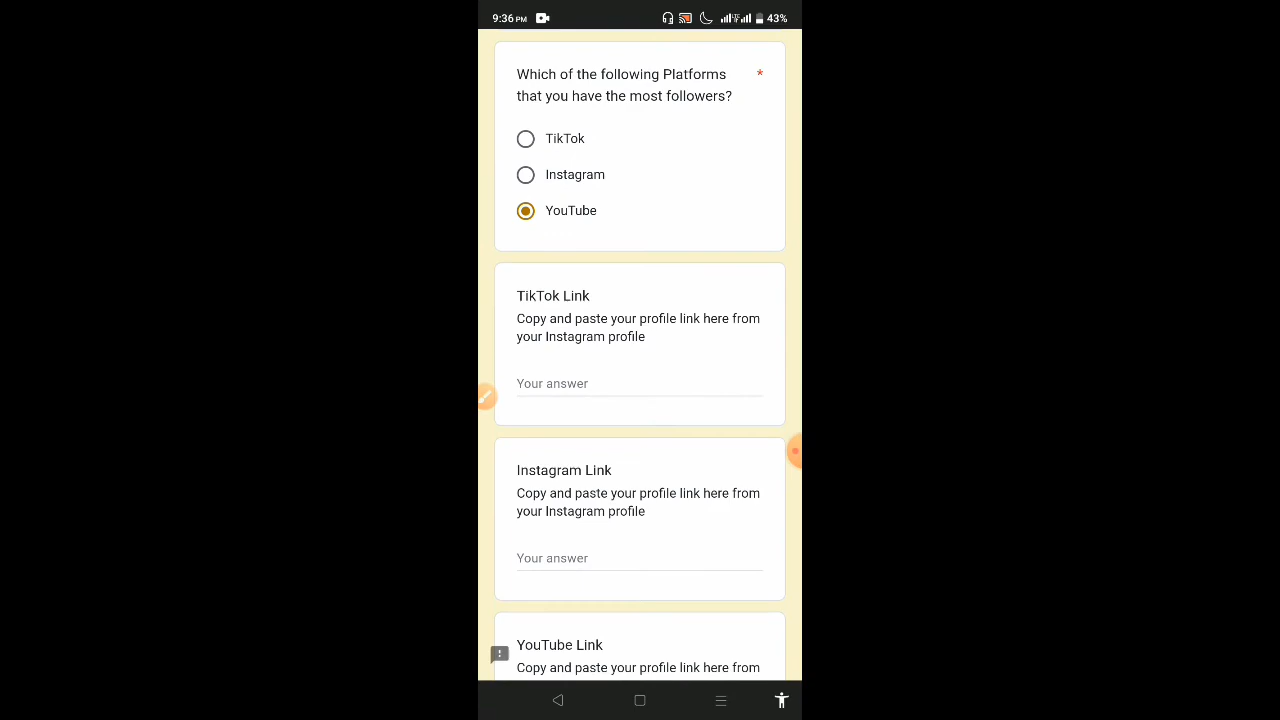 9:36 PM
43%
Which of the following Platforms *
that you have the most followers?
TikTok
Instagram
YouTube
TikTok Link
Copy and paste your profile link here from
your Instagram profile
Your answer
Instagram Link
Copy and paste your profile link here from
your Instagram profile
Your answer
YouTube Link
Copy and paste your profile link here from